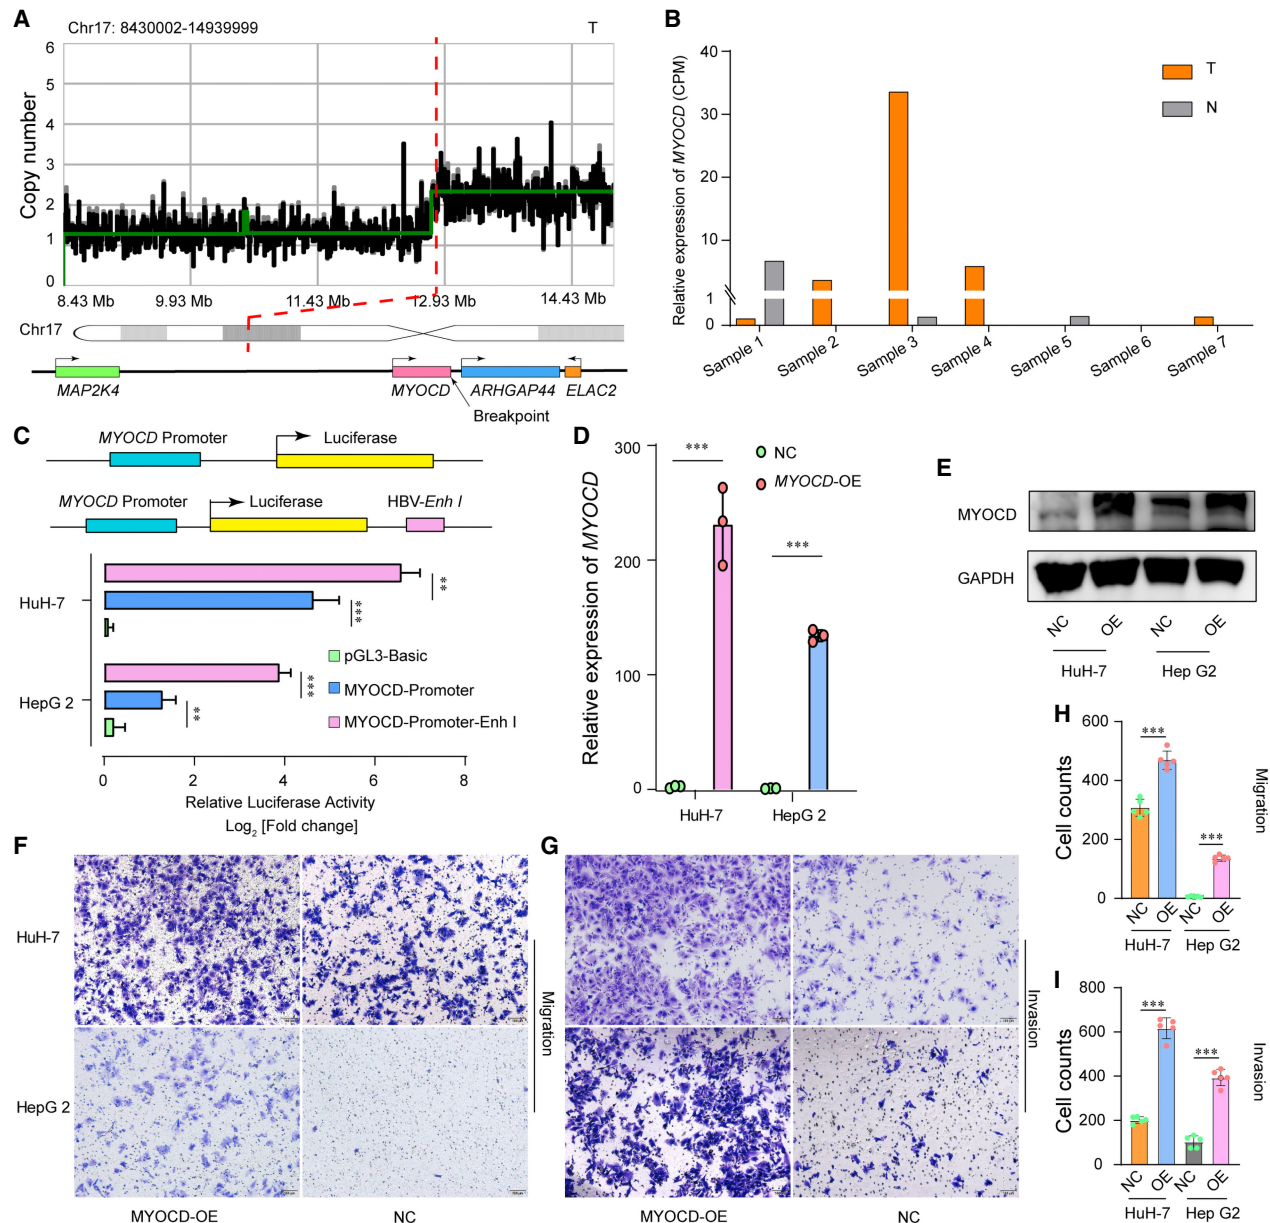 A
Chr17: 8430002-14939999
T
Copy number
6
5
4
3
2
1
0
8.43 Mb
9.93 Mb
11.43 Mb
12.93 Mb
14.43 Mb
Chr17
MAP2K4
MYOCD
ARHGAP44
ELAC2
Breakpoint
B
Relative expression of MYOCD (CPM)
40
30
20
10
1
0
T
N
Sample 1
Sample 2
Sample 3
Sample 4
Sample 5
Sample 6
Sample 7
C
MYOCD Promoter
Luciferase
MYOCD Promoter
Luciferase
HBV-Enh I
HuH-7
HepG 2
**
***
***
**
pGL3-Basic
MYOCD-Promoter
MYOCD-Promoter-Enh I
0
2
4
6
8
Relative Luciferase Activity
Log2 [Fold change]
D
Relative expression of MYOCD
300
200
100
0
***
***
NC
MYOCD-OE
HuH-7
HepG 2
E
MYOCD
GAPDH
NC
OE
NC
OE
HuH-7
Hep G2
F
HuH-7
HepG 2
MYOCD-OE
NC
Migration
G
MYOCD-OE
NC
Invasion
H
Cell counts
600
400
200
0
***
***
NC
OE
NC
OE
HuH-7
Hep G2
Migration
I
Cell counts
800
600
400
200
0
***
***
NC
OE
NC
OE
HuH-7
Hep G2
Invasion